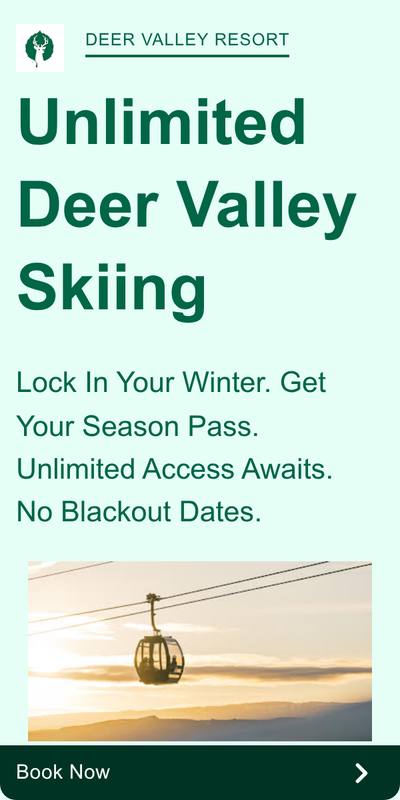 DEER VALLEY RESORT
Unlimited
Deer Valley
Skiing
Lock In Your Winter. Get
Your Season Pass.
Unlimited Access Awaits.
No Blackout Dates.
Book Now